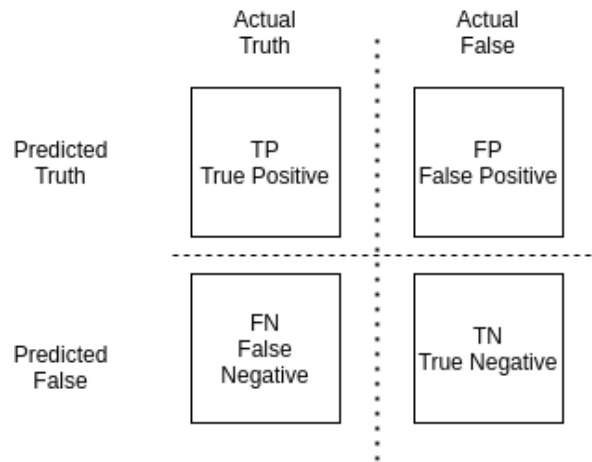 Actual
Truth
Actual
False
Predicted
Truth
TP
True Positive
FP
False Positive
Predicted
False
FN
False
Negative
TN
True Negative